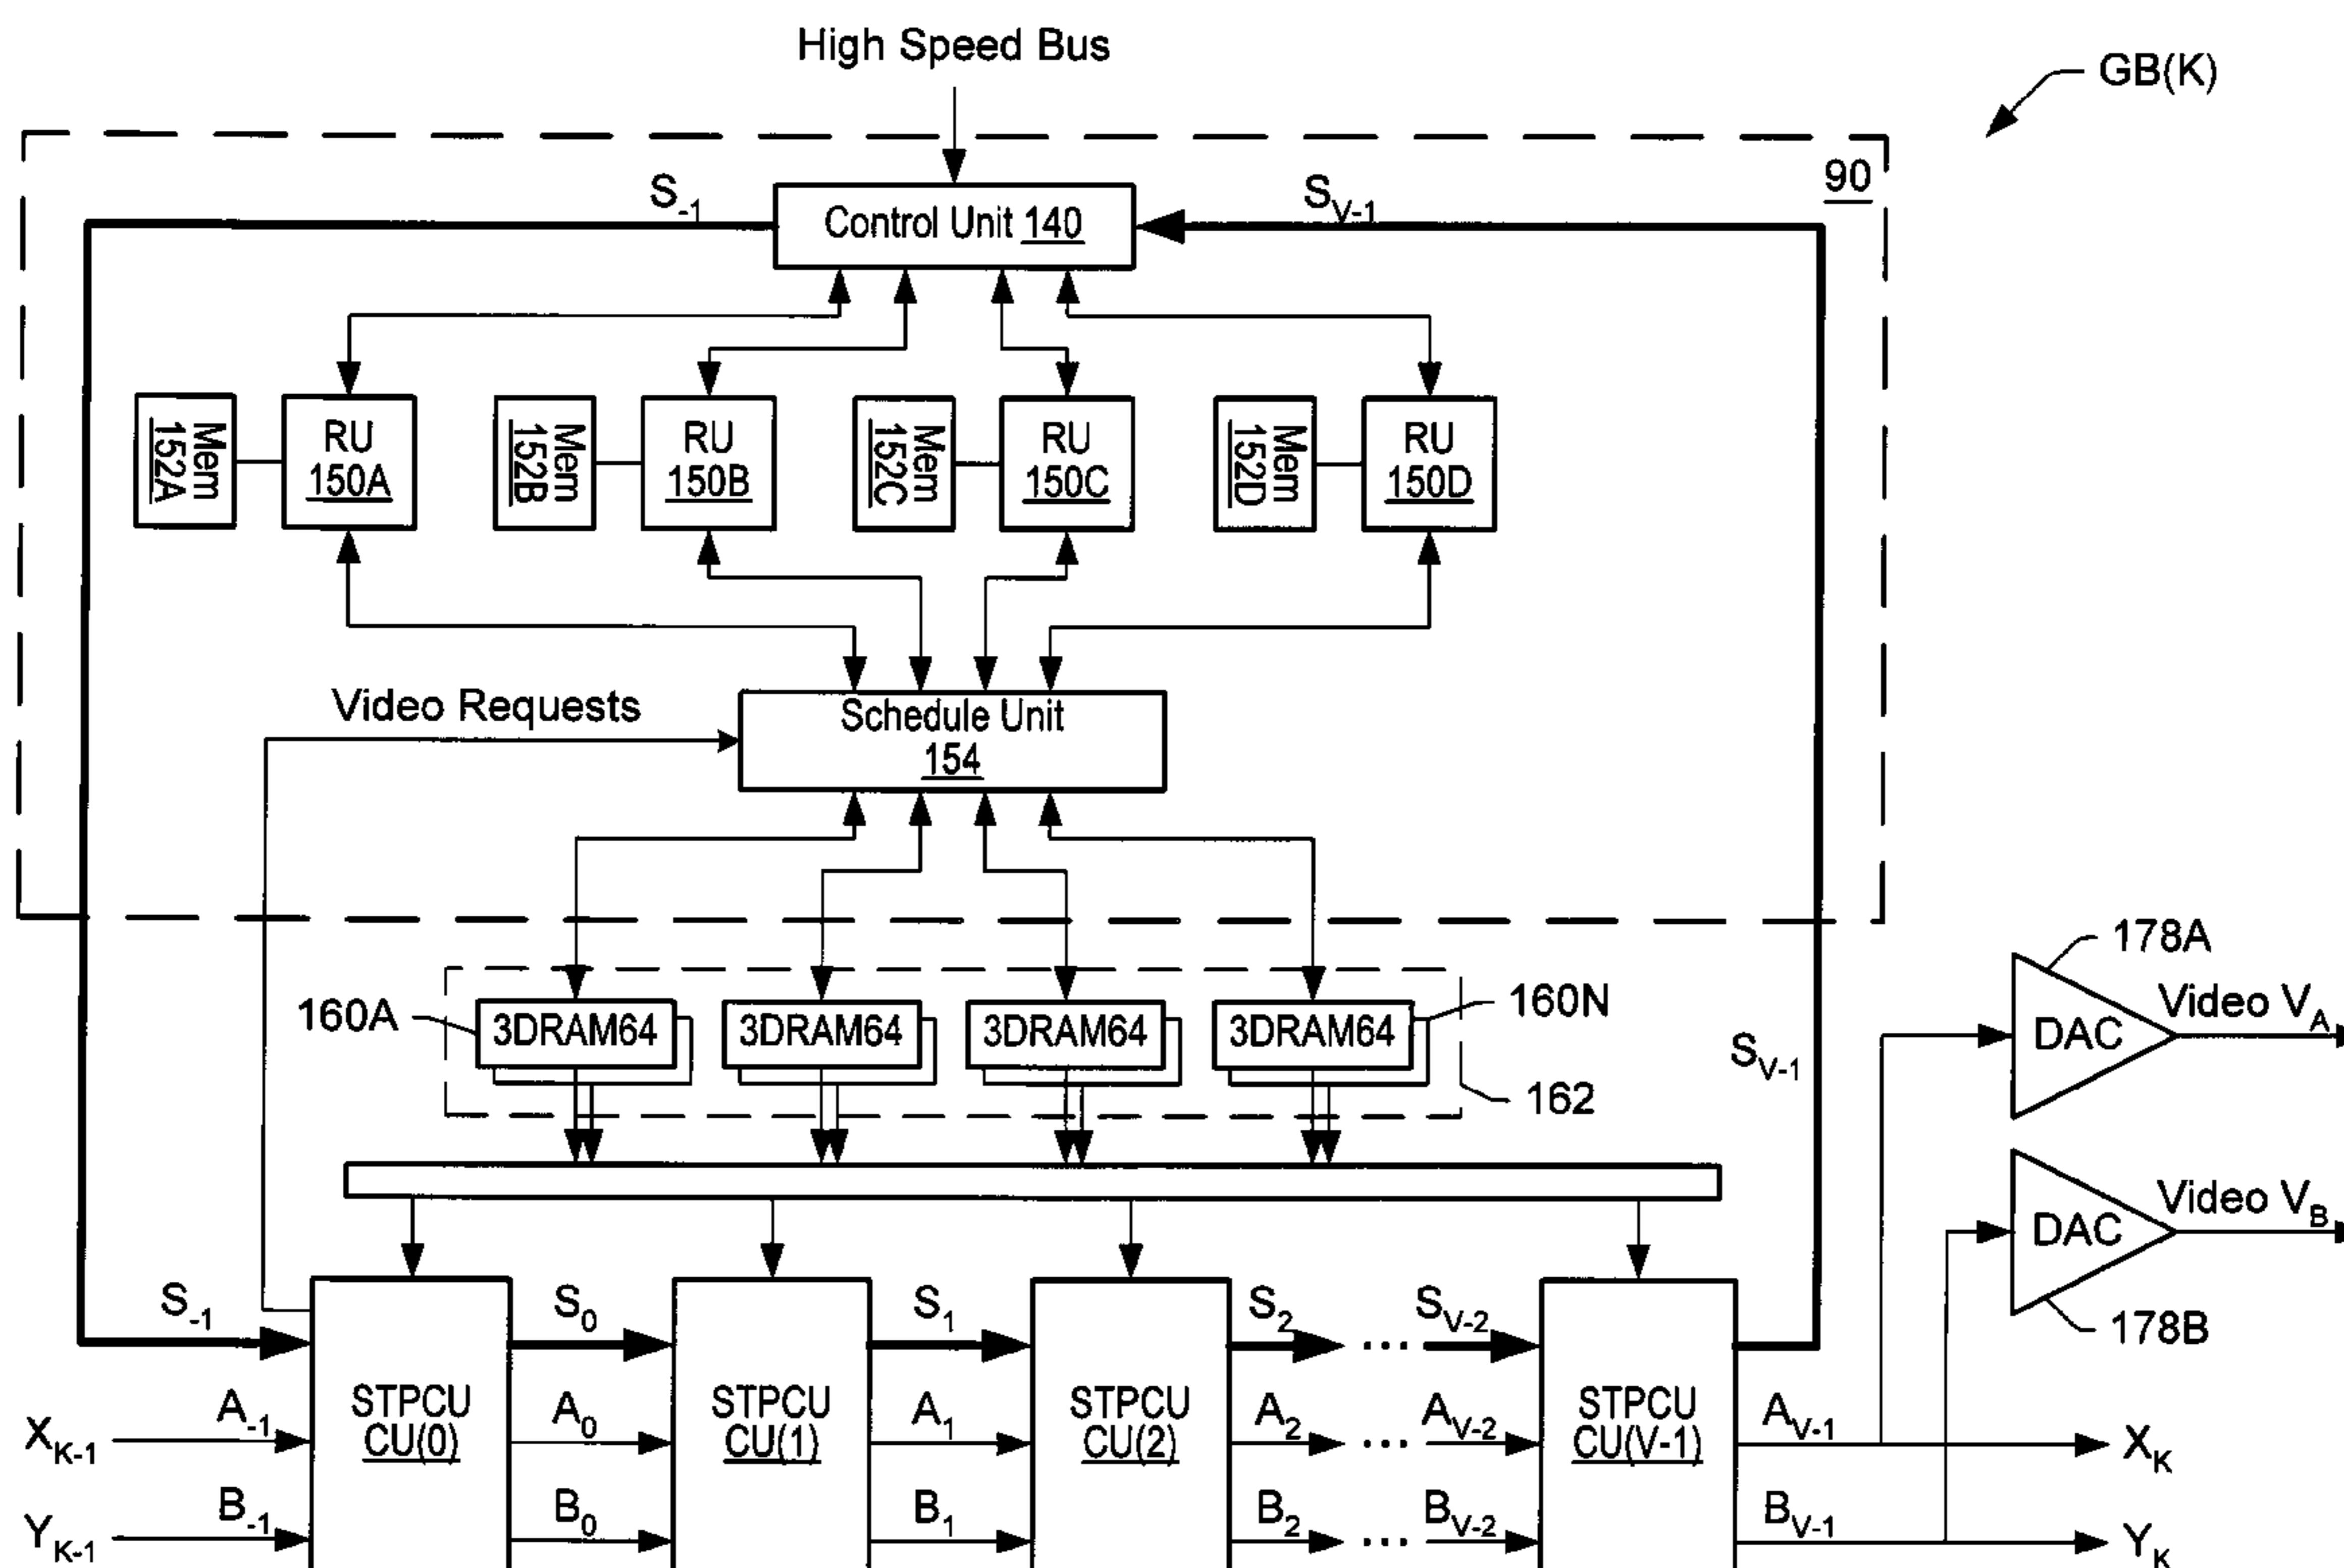 High Speed Bus
GB(K)
90
S-1
Control Unit 140
SV-1
Mem 152A
RU 150A
Mem 152B
RU 150B
Mem 152C
RU 150C
Mem 152D
RU 150D
Video Requests
Schedule Unit 154
160A
3DRAM64
3DRAM64
3DRAM64
3DRAM64
160N
162
SV-1
178A
DAC
Video VA
DAC
Video VB
178B
S-1
S0
S1
S2
...
SV-2
STPCU CU(0)
STPCU CU(1)
STPCU CU(2)
STPCU CU(V-1)
XK-1
A-1
A0
A1
A2
...
AV-2
AV-1
XK
YK-1
B-1
B0
B1
B2
...
BV-2
BV-1
YK